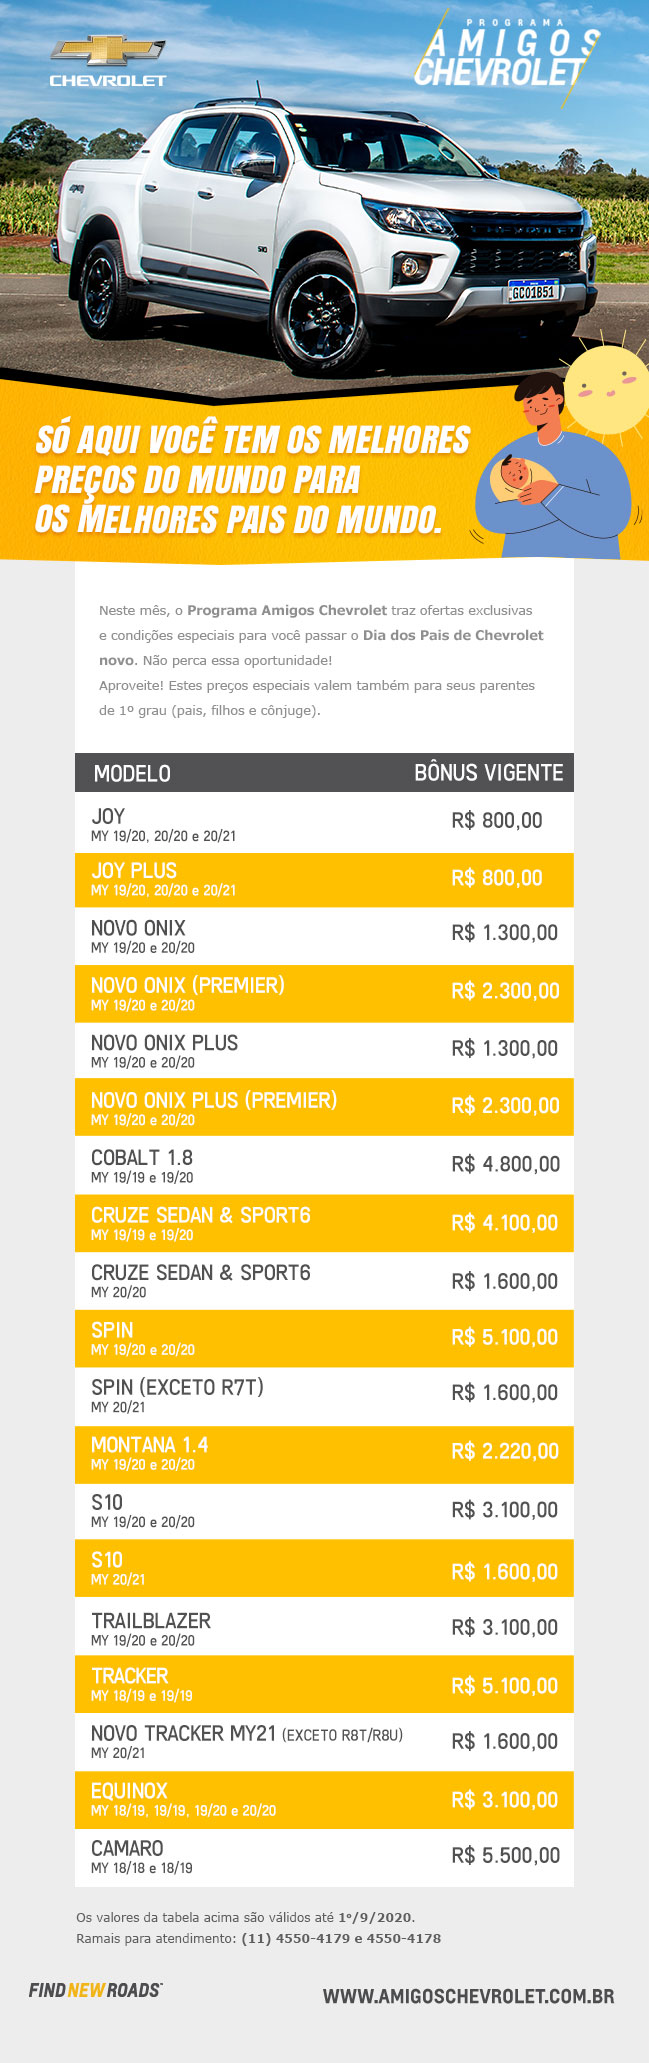 CHEVROLET
PROGRAMA
AMIGOS
CHEVROLET
S10
GCO1B51
SÓ AQUI VOCÊ TEM OS MELHORES
PREÇOS DO MUNDO PARA
OS MELHORES PAIS DO MUNDO.
Neste mês, o Programa Amigos Chevrolet traz ofertas exclusivas
e condições especiais para você passar o Dia dos Pais de Chevrolet
novo. Não perca essa oportunidade!
Aproveite! Estes preços especiais valem também para seus parentes
de 1º grau (pais, filhos e cônjuge).
MODELO BÔNUS VIGENTE
JOY R$ 800,00
MY 19/20, 20/20 e 20/21
JOY PLUS R$ 800,00
MY 19/20, 20/20 e 20/21
NOVO ONIX R$ 1.300,00
MY 19/20 e 20/20
NOVO ONIX (PREMIER) R$ 2.300,00
MY 19/20 e 20/20
NOVO ONIX PLUS R$ 1.300,00
MY 19/20 e 20/20
NOVO ONIX PLUS (PREMIER) R$ 2.300,00
MY 19/20 e 20/20
COBALT 1.8 R$ 4.800,00
MY 19/19 e 19/20
CRUZE SEDAN & SPORT6 R$ 4.100,00
MY 19/19 e 19/20
CRUZE SEDAN & SPORT6 R$ 1.600,00
MY 20/20
SPIN R$ 5.100,00
MY 19/20 e 20/20
SPIN (EXCETO R7T) R$ 1.600,00
MY 20/21
MONTANA 1.4 R$ 2.220,00
MY 19/20 e 20/20
S10 R$ 3.100,00
MY 19/20 e 20/20
S10 R$ 1.600,00
MY 20/21
TRAILBLAZER R$ 3.100,00
MY 19/20 e 20/20
TRACKER R$ 5.100,00
MY 18/19 e 19/19
NOVO TRACKER MY21 (EXCETO R8T/R8U) R$ 1.600,00
MY 20/21
EQUINOX R$ 3.100,00
MY 18/19, 19/19, 19/20 e 20/20
CAMARO R$ 5.500,00
MY 18/18 e 18/19
Os valores da tabela acima são válidos até 1º/9/2020.
Ramais para atendimento: (11) 4550-4179 e 4550-4178
FIND NEW ROADS
WWW.AMIGOSCHEVROLET.COM.BR